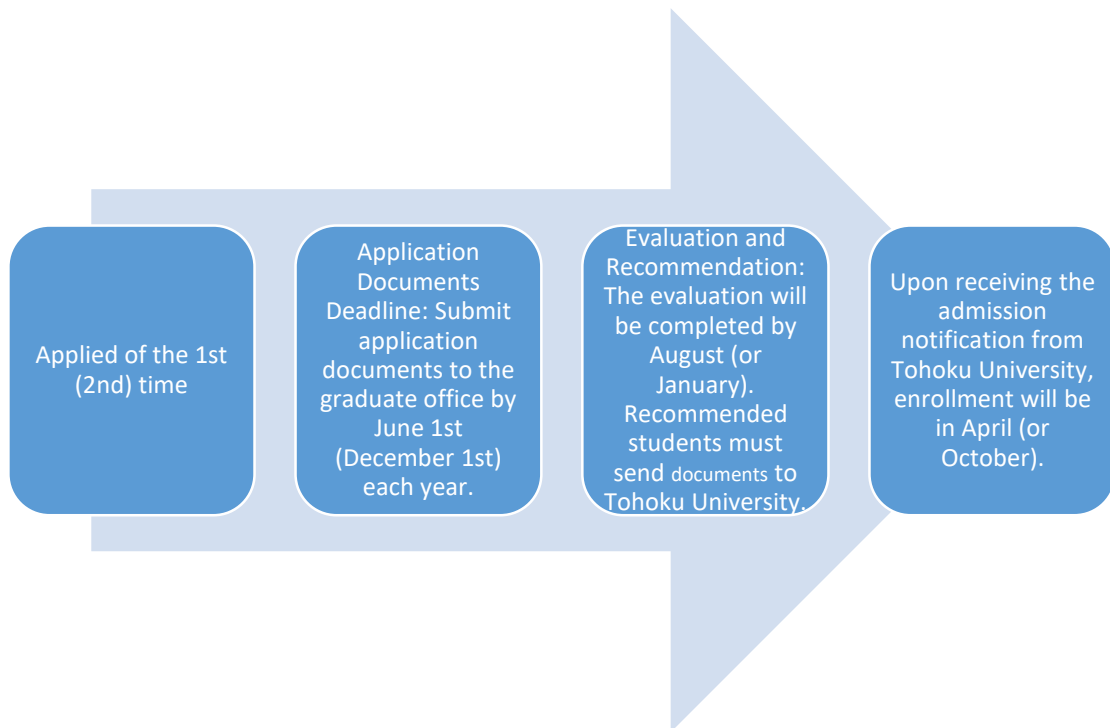 Applied of the 1st
(2nd) time
Application
Documents
Deadline: Submit
application
documents to the
graduate office by
June 1st
(December 1st)
each year.
Evaluation and
Recommendation:
The evaluation will
be completed by
August (or
January).
Recommended
students must
send documents to
Tohoku University.
Upon receiving the
admission
notification from
Tohoku University,
enrollment will be
in April (or
October).